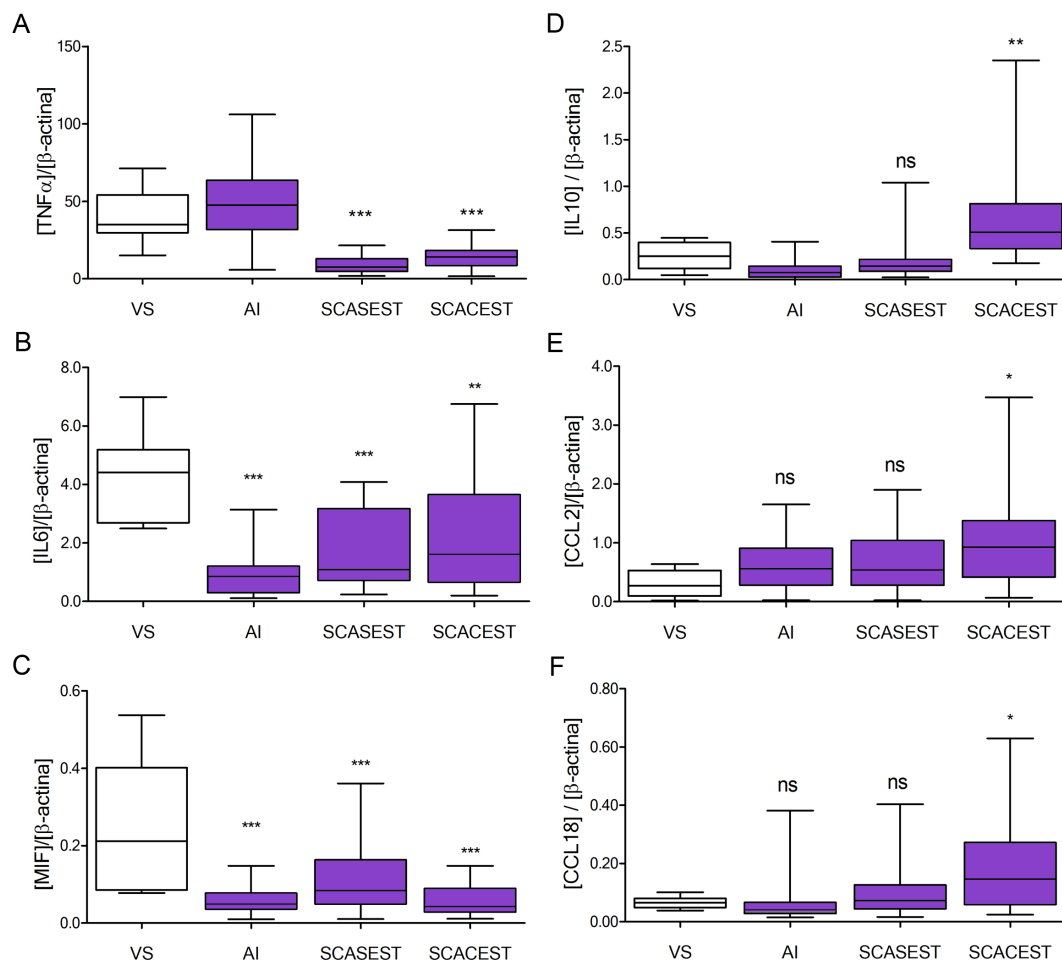 A
[TNFα]/[β-actina]
150
100
50
0
***
***
VS AI SCASEST SCACEST
B
[IL6]/[β-actina]
8.0
6.0
4.0
2.0
0.0
***
***
**
VS AI SCASEST SCACEST
C
[MIF]/[β-actina]
0.6
0.4
0.2
0.0
***
***
***
VS AI SCASEST SCACEST
D
[IL10] / [β-actina]
2.5
2.0
1.5
1.0
0.5
0.0
ns
**
VS AI SCASEST SCACEST
E
[CCL2]/[β-actina]
4.0
3.0
2.0
1.0
0.0
ns
ns
*
VS AI SCASEST SCACEST
F
[CCL18] / [β-actina]
0.80
0.60
0.40
0.20
0.00
ns
ns
*
VS AI SCASEST SCACEST